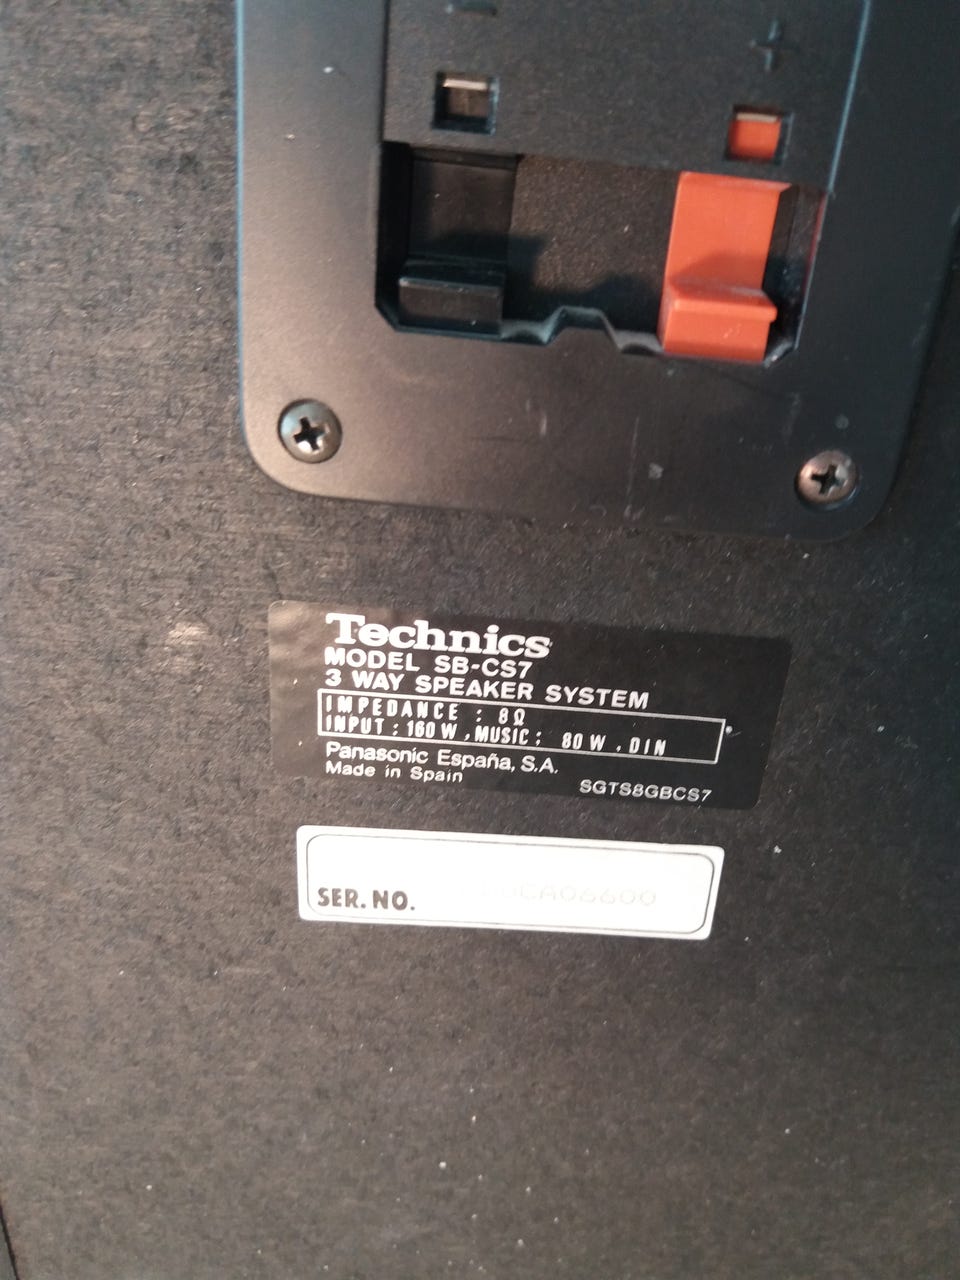 - +
Technics
MODEL SB-CS7
3 WAY SPEAKER SYSTEM
IMPEDANCE : 8Ω
INPUT : 160 W , MUSIC ; 80 W . DIN
Panasonic España, S.A.
Made in Spain
SGTS8GBCS7
SER. NO.